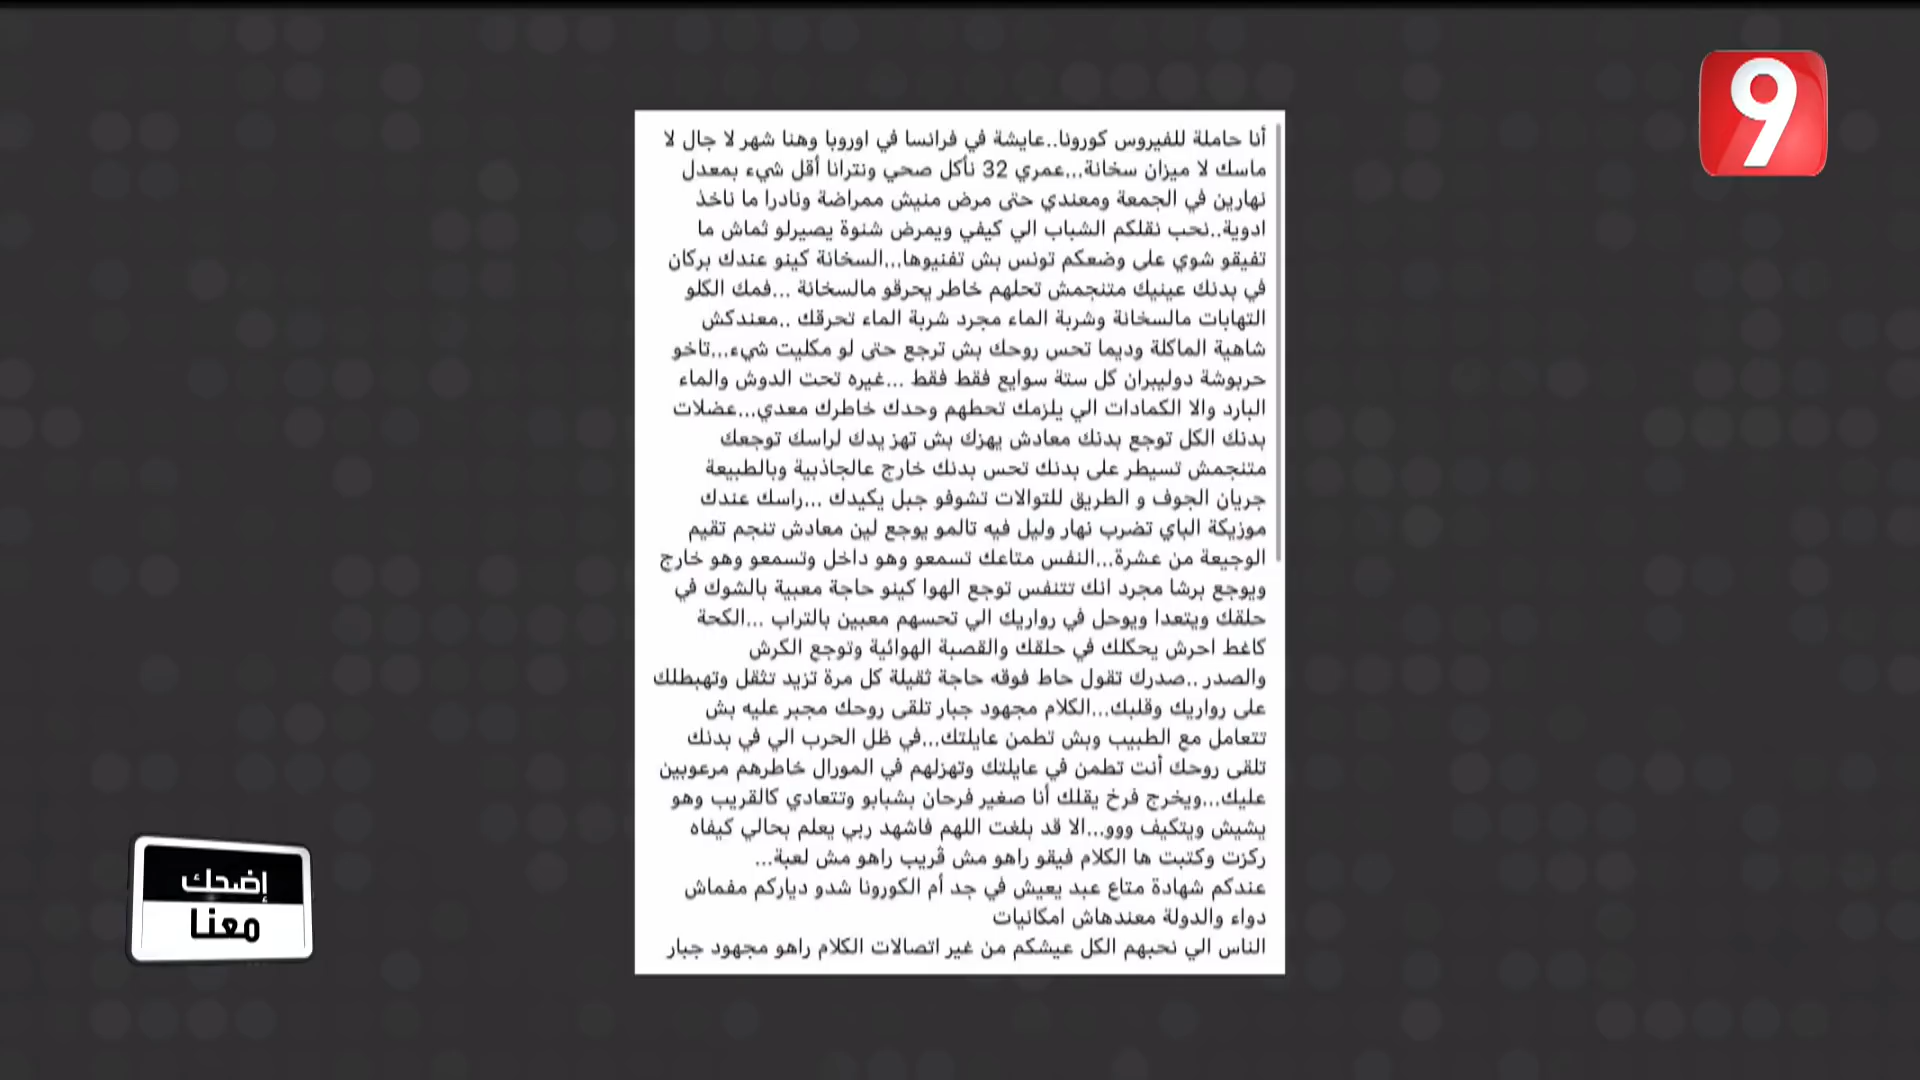 9
أنا حاملة للفيروس كورونا..عايشة في فرانسا في اوروبا وهنا شهر لا جال لا
ماسك لا ميزان سخانة...عمري 32 نأكل صحي ونترانا أقل شيء بمعدل
نهارين في الجمعة ومعندي حتى مرض منيش ممراضة ونادرا ما ناخذ
ادوية..نحب نقلكم الشباب الي كيفي ويمرض شنوة يصيرلو ثماش ما
تفيقو شوي على وضعكم تونس بش تفنيوها...السخانة كينو عندك بركان
في بدنك عينيك متنجمش تحلهم خاطر يحرقو مالسخانة ...فمك الكلو
التهابات مالسخانة وشربة الماء مجرد شربة الماء تحرقك ..معندكش
شاهية الماكلة وديما تحس روحك بش ترجع حتى لو مكليت شيء...تاخو
حربوشة دوليبران كل ستة سوايع فقط فقط ...غيره تحت الدوش والماء
البارد والا الكمادات الي يلزمك تحطهم وحدك خاطرك معدي...عضلات
بدنك الكل توجع بدنك معادش يهزك بش تهز يدك لراسك توجعك
متنجمش تسيطر على بدنك تحس بدنك خارج عالجاذبية وبالطبيعة
جريان الجوف و الطريق للتوالات تشوفو جبل يكيدك ...راسك عندك
موزيكة الباي تضرب نهار وليل فيه تالمو يوجع لين معادش تنجم تقيم
الوجيعة من عشرة...النفس متاعك تسمعو وهو داخل وتسمعو وهو خارج
ويوجع برشا مجرد انك تتنفس توجع الهوا كينو حاجة معبية بالشوك في
حلقك ويتعدا ويوحل في رواريك الي تحسهم معبين بالتراب ...الكحة
كاغط احرش يحكلك في حلقك والقصبة الهوائية وتوجع الكرش
والصدر ..صدرك تقول حاط فوقه حاجة ثقيلة كل مرة تزيد تثقل وتهبطلك
على رواريك وقلبك...الكلام مجهود جبار تلقى روحك مجبر عليه بش
تتعامل مع الطبيب وبش تطمن عايلتك...في ظل الحرب الي في بدنك
تلقى روحك أنت تطمن في عايلتك وتهزلهم في المورال خاطرهم مرعوبين
عليك...ويخرج فرخ يقلك أنا صغير فرحان بشبابو وتتعادي كالقريب وهو
يشيش ويتكيف ووو...الا قد بلغت اللهم فاشهد ربي يعلم بحالي كيفاه
ركزت وكتبت ها الكلام فيقو راهو مش ڤريب راهو مش لعبة...
عندكم شهادة متاع عبد يعيش في جد أم الكورونا شدو دياركم مفماش
دواء والدولة معندهاش امكانيات
الناس الي نحبهم الكل عيشكم من غير اتصالات الكلام راهو مجهود جبار
إضحك
معنا